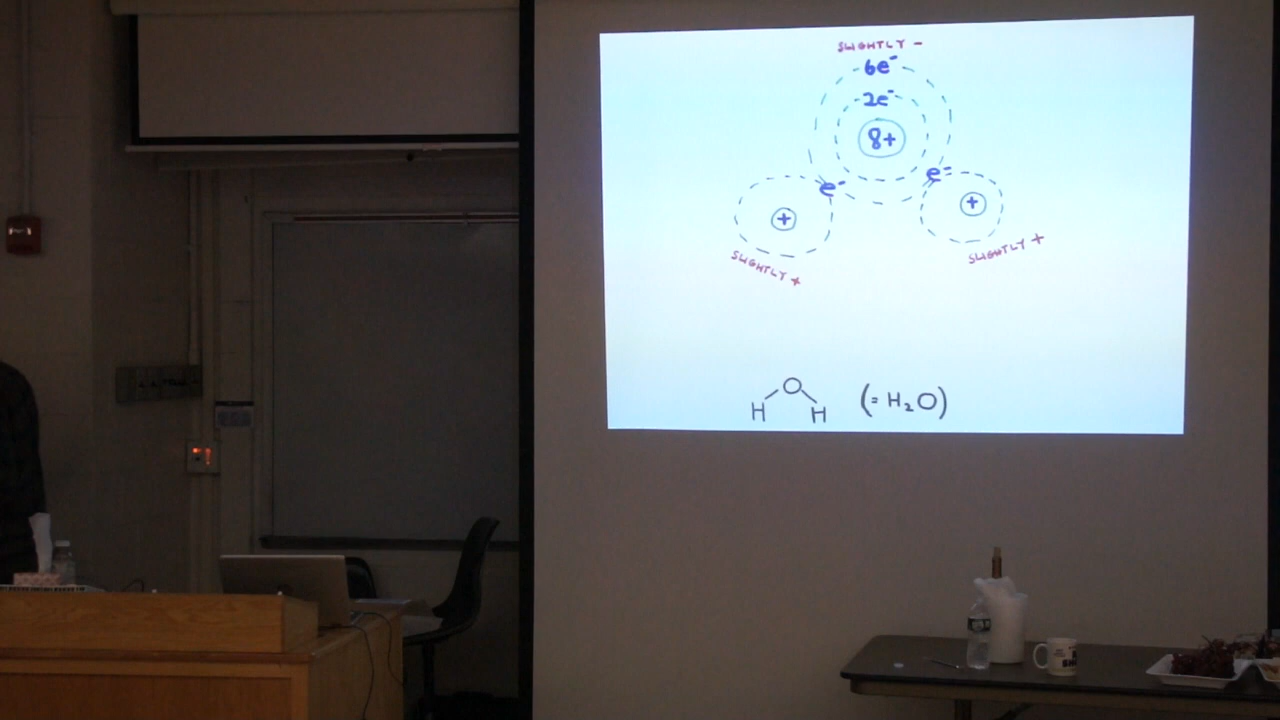 SLIGHTLY -
6e⁻
2e⁻
8+
e⁻ e⁻
+ +
SLIGHTLY + SLIGHTLY +
O
H H (= H₂O)